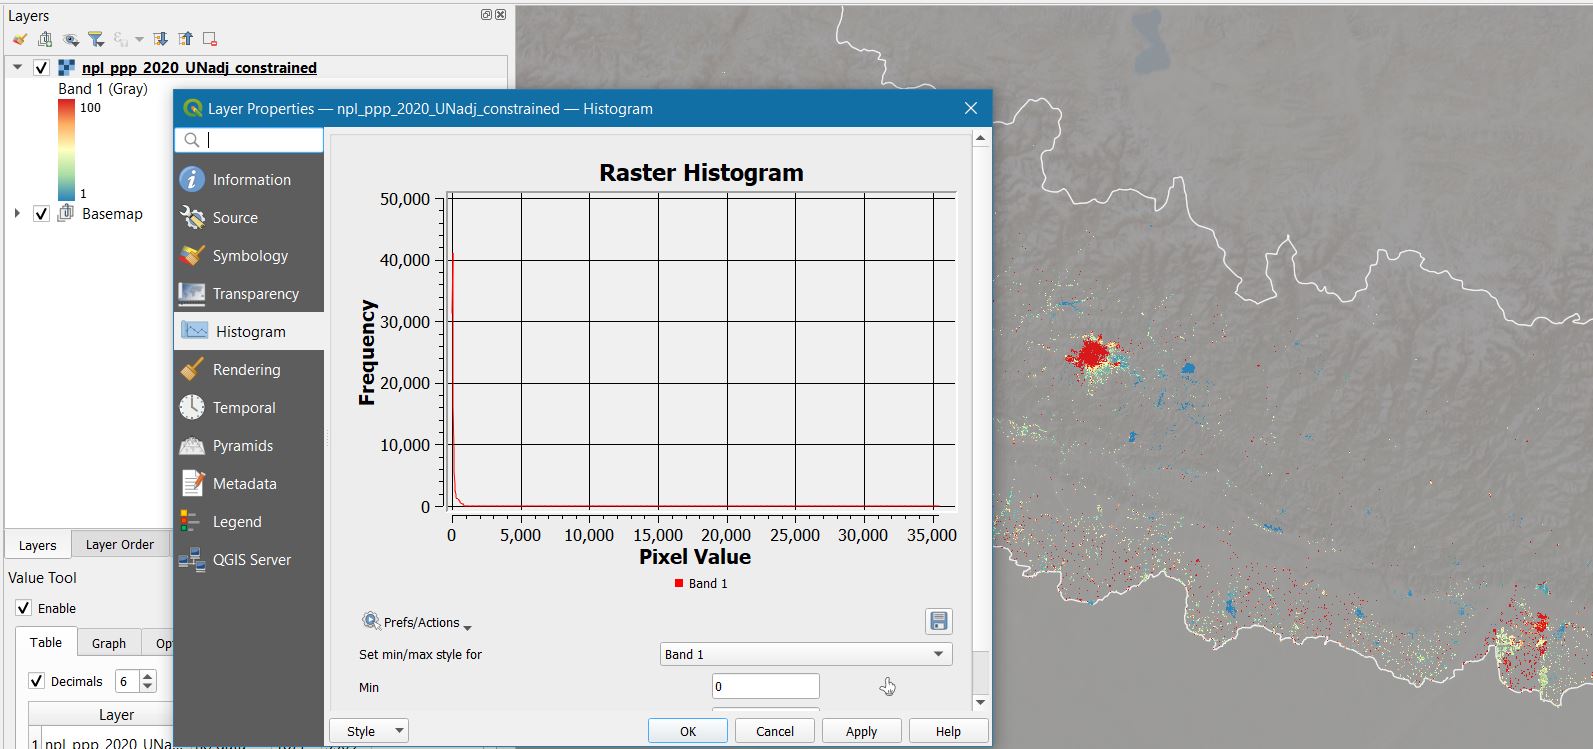 Layers
npl_ppp_2020_UNadj_constrained
Band 1 (Gray)
100
1
Basemap
Layers
Layer Order
Value Tool
Enable
Table
Graph
Decimals
6
Layer
1
Layer Properties — npl_ppp_2020_UNadj_constrained — Histogram
Information
Source
Symbology
Transparency
Histogram
Rendering
Temporal
Pyramids
Metadata
Legend
QGIS Server
Raster Histogram
50,000
40,000
30,000
20,000
10,000
0
Frequency
0 5,000 10,000 15,000 20,000 25,000 30,000 35,000
Pixel Value
Band 1
Prefs/Actions
Set min/max style for
Band 1
Min
0
Style
OK
Cancel
Apply
Help